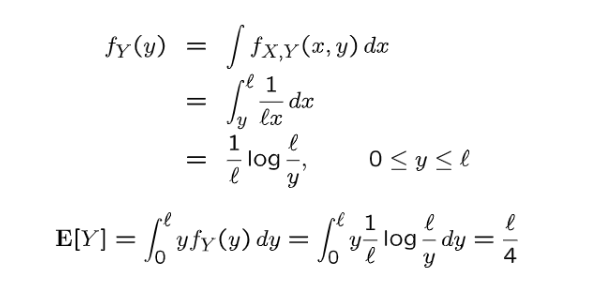 f_Y(y) = ∫ f_{X,Y}(x, y) dx
= ∫_y^ℓ 1/(ℓx) dx
= 1/ℓ log ℓ/y, 0 ≤ y ≤ ℓ
E[Y] = ∫_0^ℓ y f_Y(y) dy = ∫_0^ℓ y 1/ℓ log ℓ/y dy = ℓ/4